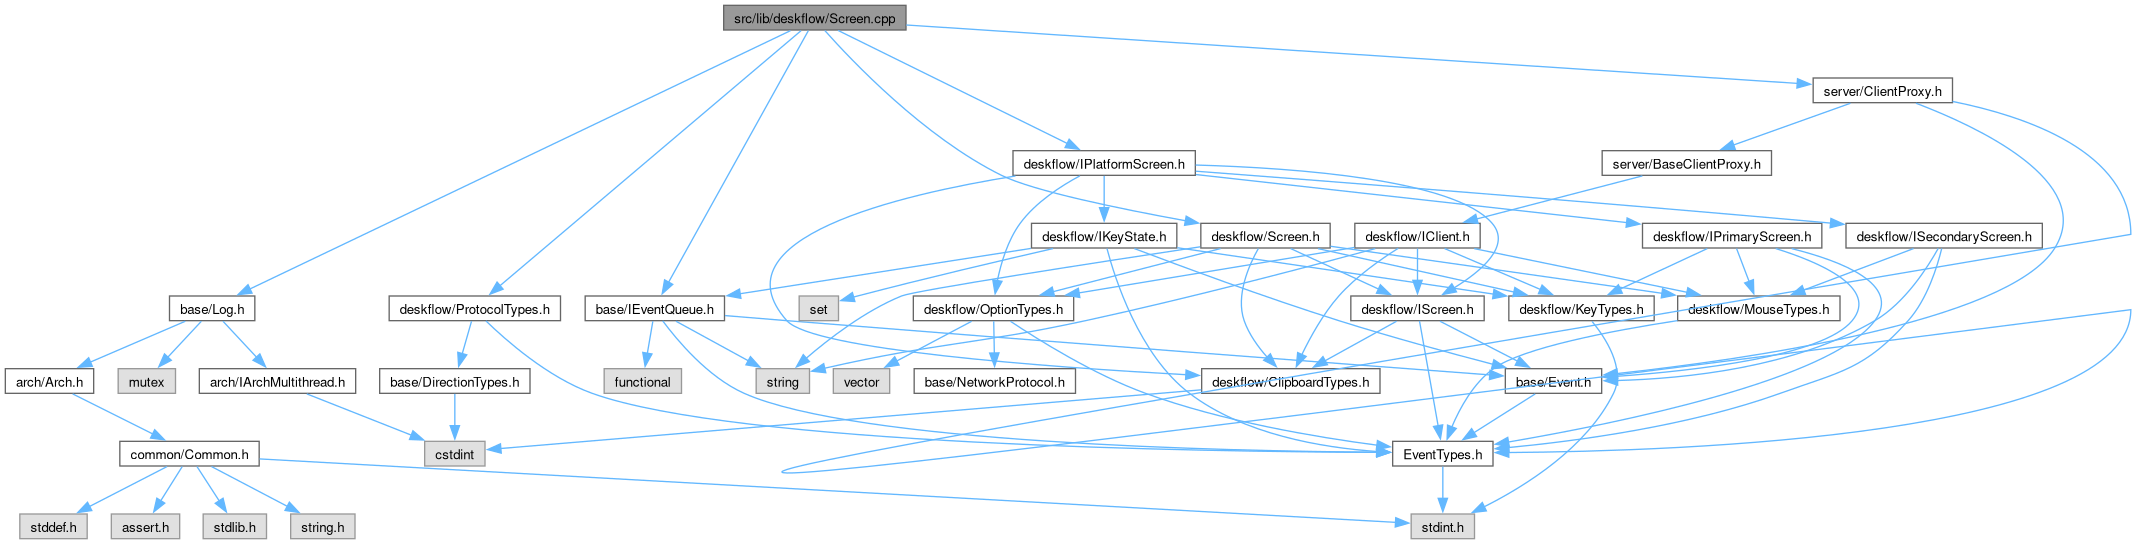 src/lib/deskflow/Screen.cpp
server/ClientProxy.h
deskflow/IPlatformScreen.h
server/BaseClientProxy.h
deskflow/IKeyState.h
deskflow/Screen.h
deskflow/IClient.h
deskflow/IPrimaryScreen.h
deskflow/ISecondaryScreen.h
base/Log.h
deskflow/ProtocolTypes.h
base/IEventQueue.h
set
deskflow/OptionTypes.h
deskflow/IScreen.h
deskflow/KeyTypes.h
deskflow/MouseTypes.h
arch/Arch.h
mutex
arch/IArchMultithread.h
base/DirectionTypes.h
functional
string
vector
base/NetworkProtocol.h
deskflow/ClipboardTypes.h
base/Event.h
common/Common.h
cstdint
EventTypes.h
stddef.h
assert.h
stdlib.h
string.h
stdint.h